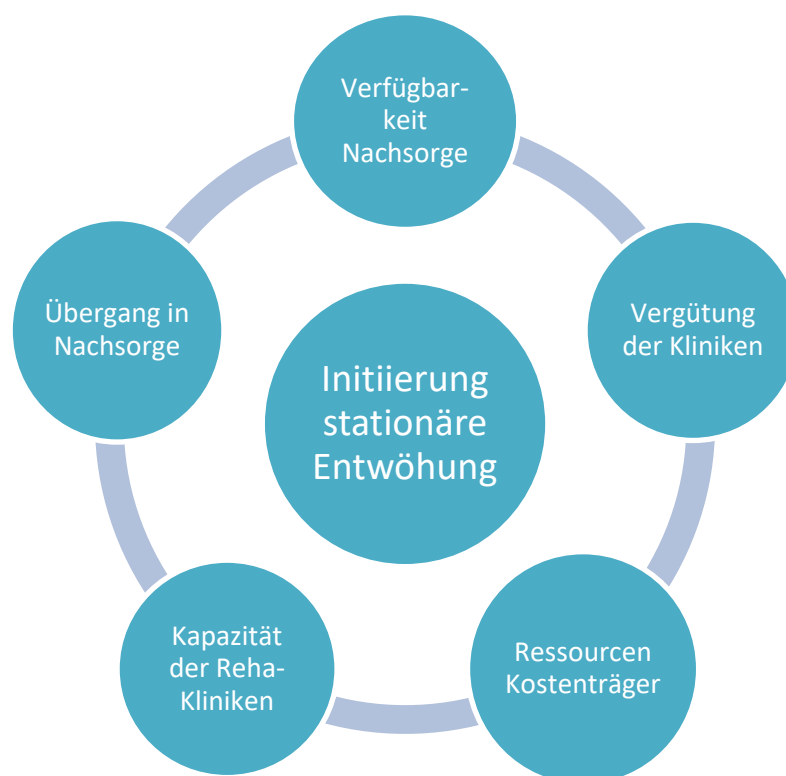 Verfügbar-
keit
Nachsorge
Vergütung
der Kliniken
Ressourcen
Kostenträger
Kapazität
der Reha-
Kliniken
Übergang in
Nachsorge
Initiierung
stationäre
Entwöhung